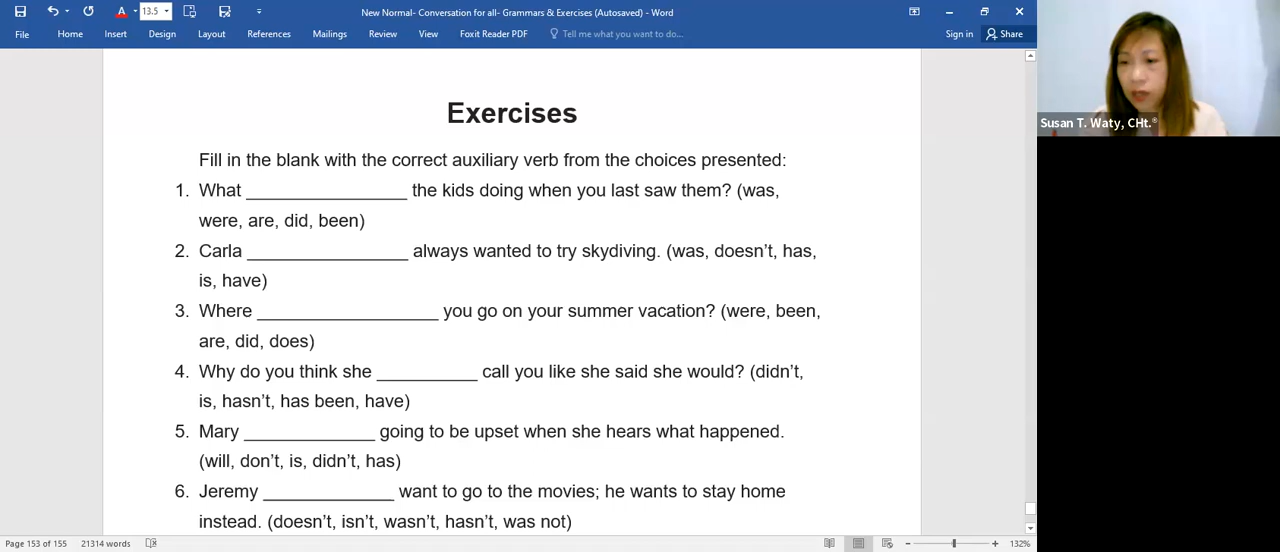 13.5
New Normal- Conversation for all- Grammars & Exercises (Autosaved) - Word
File Home Insert Design Layout References Mailings Review View Foxit Reader PDF Tell me what you want to do... Sign in Share
Exercises
Fill in the blank with the correct auxiliary verb from the choices presented:
1. What ________________ the kids doing when you last saw them? (was,
were, are, did, been)
2. Carla ________________ always wanted to try skydiving. (was, doesn’t, has,
is, have)
3. Where __________________ you go on your summer vacation? (were, been,
are, did, does)
4. Why do you think she __________ call you like she said she would? (didn’t,
is, hasn’t, has been, have)
5. Mary _____________ going to be upset when she hears what happened.
(will, don’t, is, didn’t, has)
6. Jeremy _____________ want to go to the movies; he wants to stay home
instead. (doesn’t, isn’t, wasn’t, hasn’t, was not)
Page 153 of 155 21314 words 132%
Susan T. Waty, CHt.®